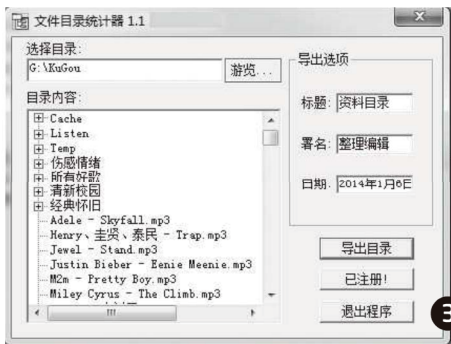 文件目录统计器 1.1
选择目录:
G:\KuGou
游览...
目录内容:
Cache
Listen
Temp
伤感情绪
所有好歌
清新校园
经典怀旧
Adele - Skyfall.mp3
Henry、圭贤、泰民 - Trap.mp3
Jewel - Stand.mp3
Justin Bieber - Eenie Meenie.mp3
M2m - Pretty Boy.mp3
Miley Cyrus - The Climb.mp3
导出选项
标题: 资料目录
署名: 整理编辑
日期: 2014年1月6日
导出目录
已注册!
退出程序
3